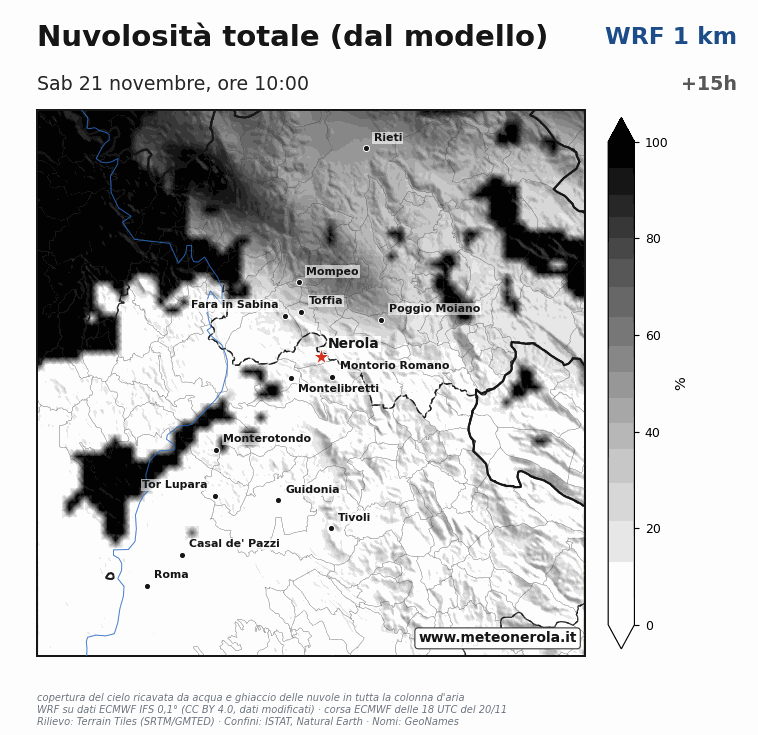 Nuvolosità totale (dal modello)
WRF 1 km
Sab 21 novembre, ore 10:00
+15h
Rieti
Mompeo
Toffia
Fara in Sabina
Poggio Moiano
Nerola
Montorio Romano
Montelibretti
Monterotondo
Tor Lupara
Guidonia
Tivoli
Casal de' Pazzi
Roma
www.meteonerola.it
100
80
60
40
20
0
%
copertura del cielo ricavata da acqua e ghiaccio delle nuvole in tutta la colonna d'aria
WRF su dati ECMWF IFS 0,1° (CC BY 4.0, dati modificati) · corsa ECMWF delle 18 UTC del 20/11
Rilievo: Terrain Tiles (SRTM/GMTED) · Confini: ISTAT, Natural Earth · Nomi: GeoNames